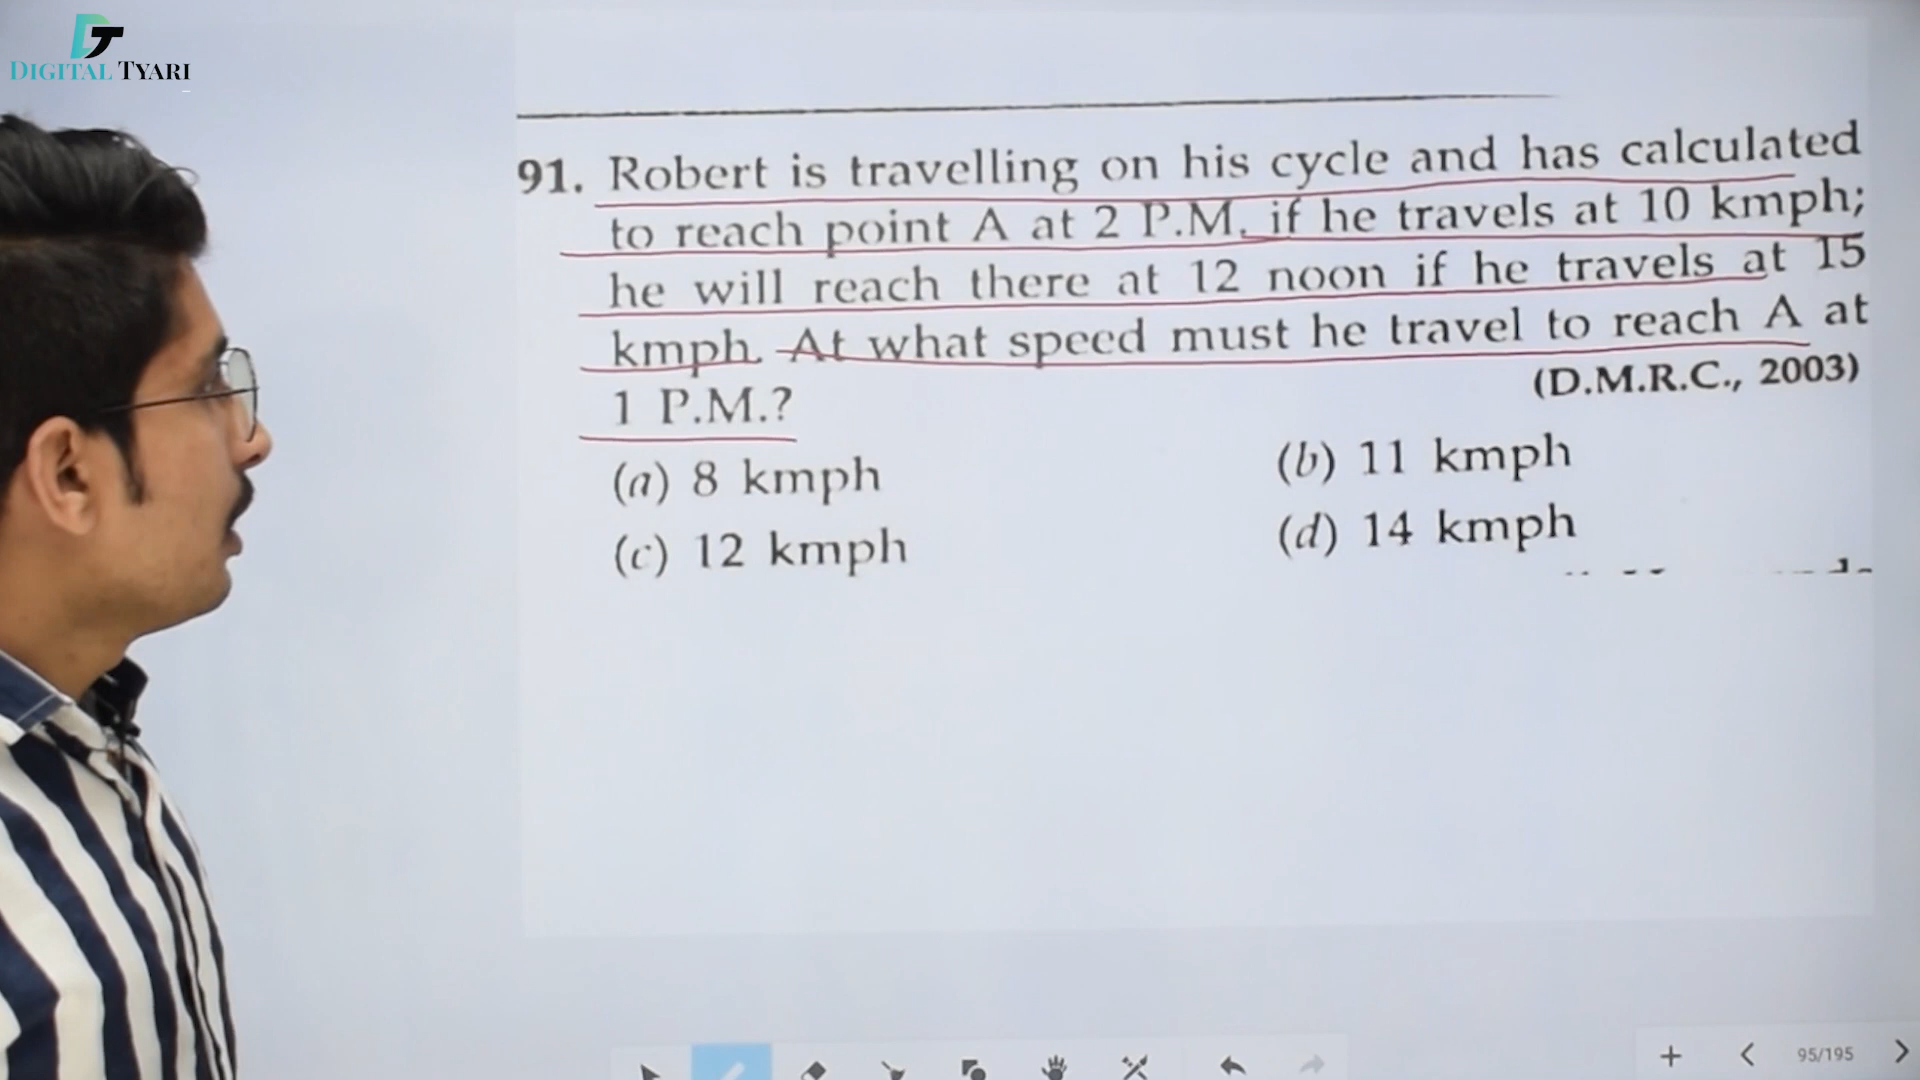 DIGITAL TYARI
91. Robert is travelling on his cycle and has calculated
to reach point A at 2 P.M. if he travels at 10 kmph;
he will reach there at 12 noon if he travels at 15
kmph. At what speed must he travel to reach A at
1 P.M.?
(D.M.R.C., 2003)
(a) 8 kmph
(b) 11 kmph
(c) 12 kmph
(d) 14 kmph
95/195